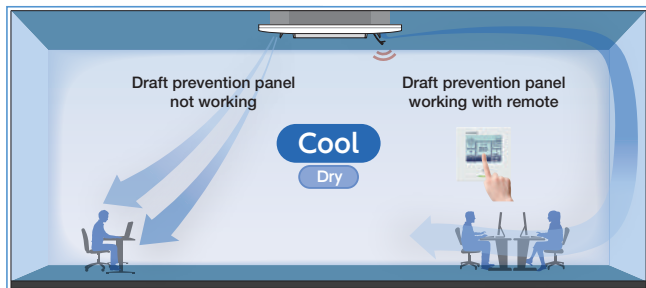 Draft prevention panel
not working
Draft prevention panel
working with remote
Cool
Dry